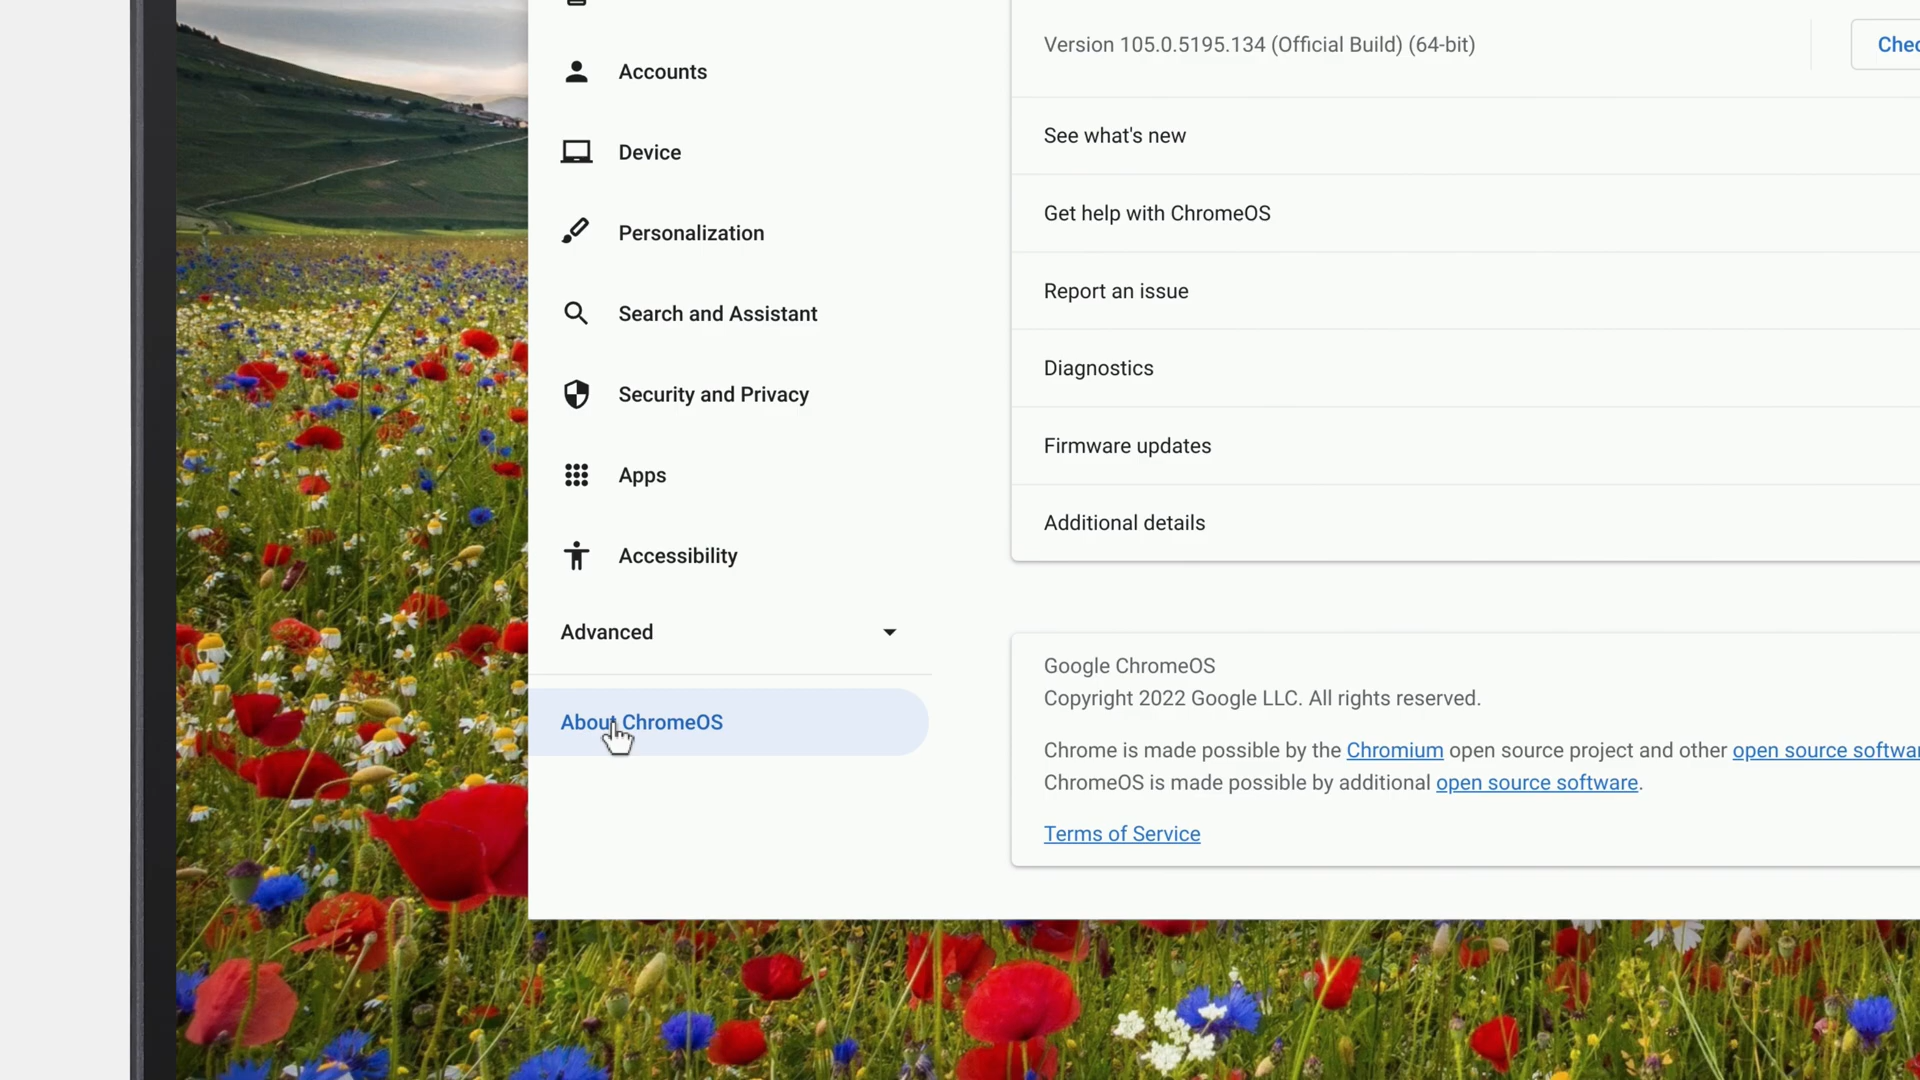 Accounts
Device
Personalization
Search and Assistant
Security and Privacy
Apps
Accessibility
Advanced
About ChromeOS
Version 105.0.5195.134 (Official Build) (64-bit)
See what's new
Get help with ChromeOS
Report an issue
Diagnostics
Firmware updates
Additional details
Google ChromeOS
Copyright 2022 Google LLC. All rights reserved.
Chrome is made possible by the Chromium open source project and other open source
ChromeOS is made possible by additional open source software.
Terms of Service